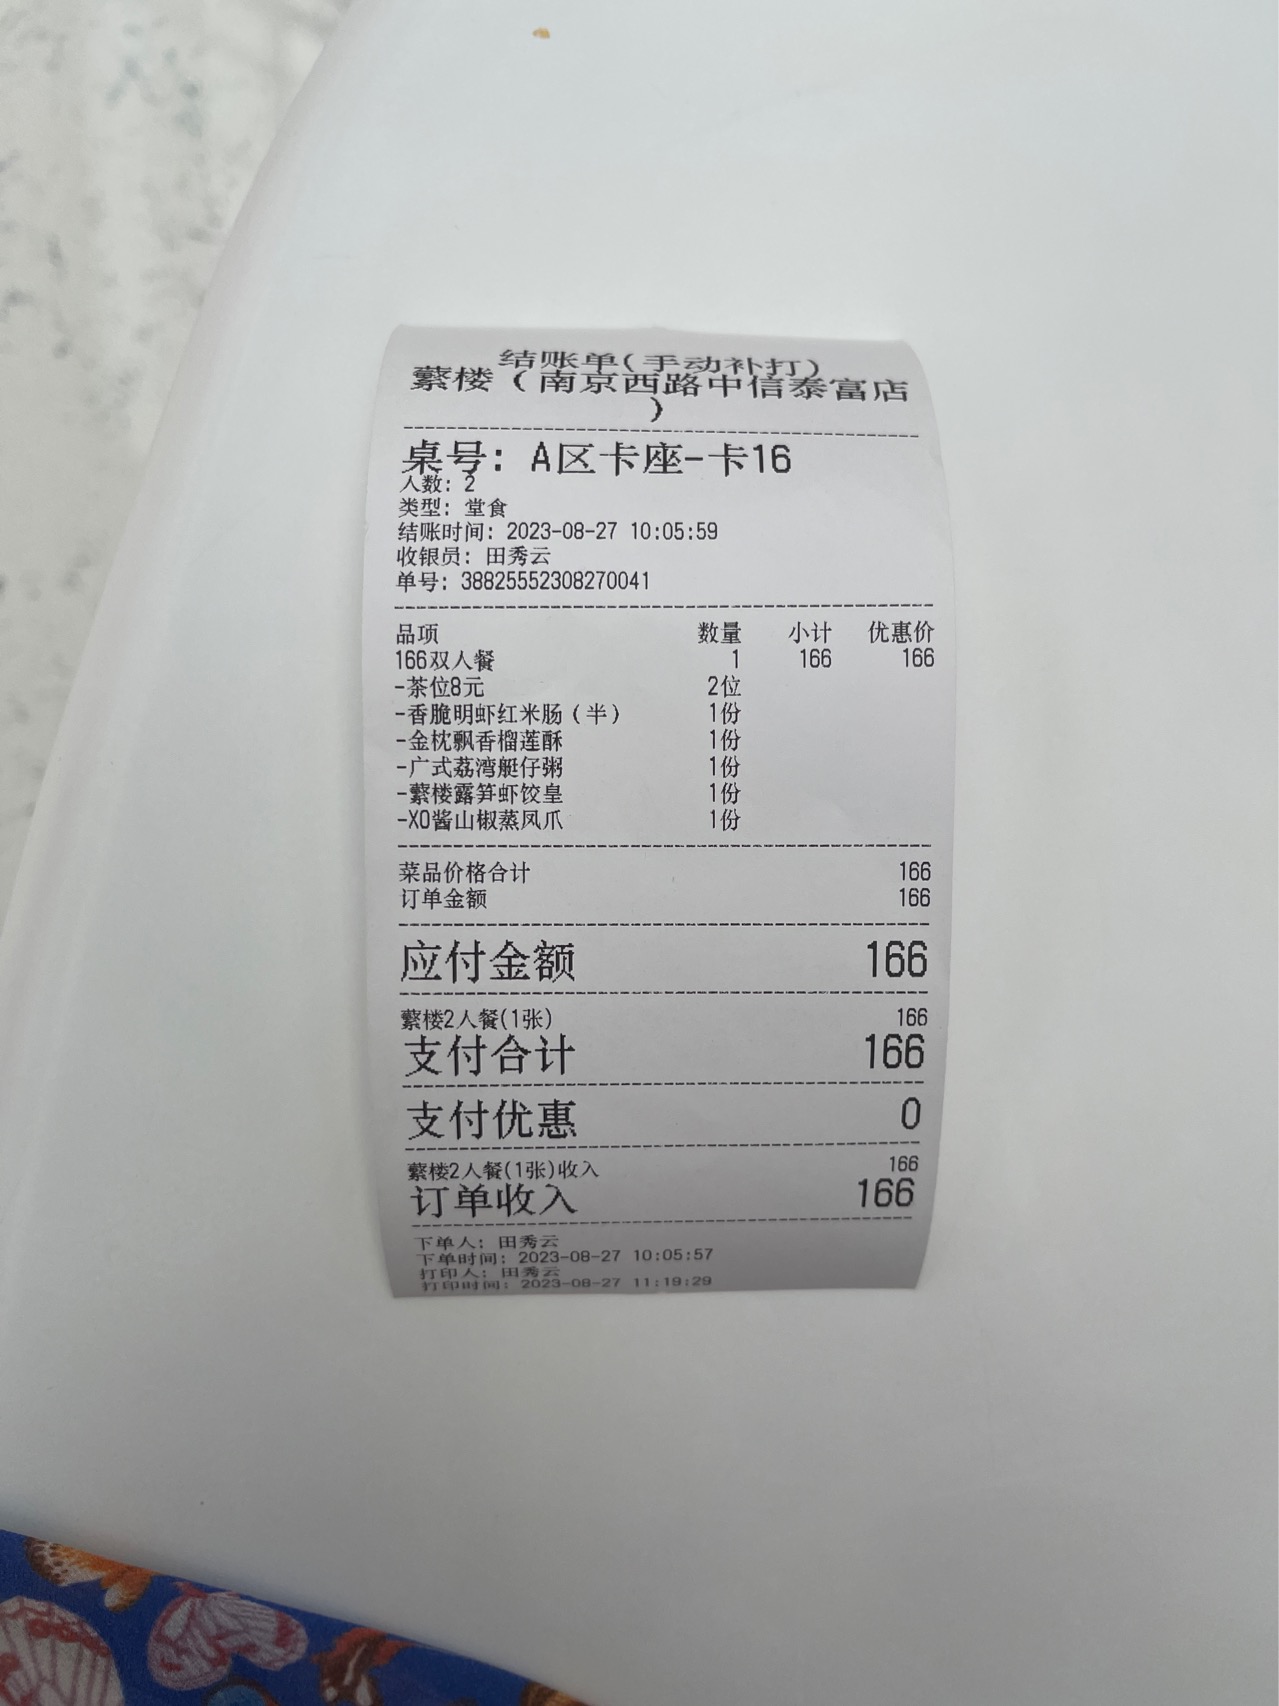 结账单(手动补打)
蘩楼（南京西路中信泰富店
）
桌号: A区卡座-卡16
人数: 2
类型: 堂食
结账时间: 2023-08-27 10:05:59
收银员: 田秀云
单号: 38825552308270041
品项 数量 小计 优惠价
166双人餐 1 166 166
-茶位8元 2位
-香脆明虾红米肠（半） 1份
-金枕飘香榴莲酥 1份
-广式荔湾艇仔粥 1份
-蘩楼露笋虾饺皇 1份
-XO酱山椒蒸凤爪 1份
菜品价格合计 166
订单金额 166
应付金额 166
蘩楼2人餐(1张) 166
支付合计 166
支付优惠 0
蘩楼2人餐(1张)收入 166
订单收入 166
下单人: 田秀云
下单时间: 2023-08-27 10:05:57
打印人: 田秀云
打印时间: 2023-08-27 11:19:29